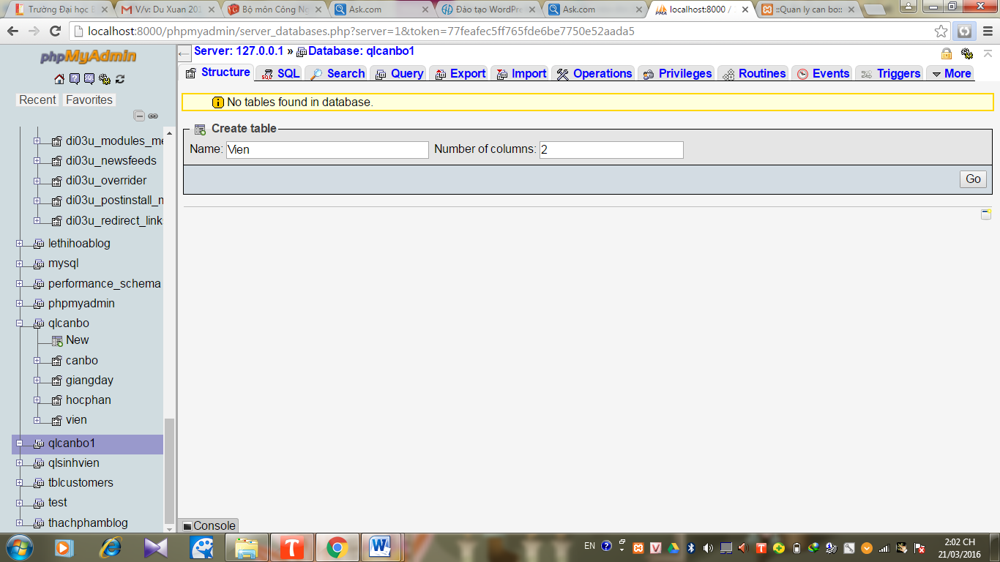 Trường Đại học
V/v: Du Xuan 201
Bộ môn Công Ng
Ask.com
Đào tạo WordPre
Ask.com
localhost:8000 /
::Quan ly can bo::
localhost:8000/phpmyadmin/server_databases.php?server=1&token=77feafec5ff765fde6be7750e52aada5
phpMyAdmin
Recent Favorites
di03u_modules_me
di03u_newsfeeds
di03u_overrider
di03u_postinstall_m
di03u_redirect_link
lethihoablog
mysql
performance_schema
phpmyadmin
qlcanbo
New
canbo
giangday
hocphan
vien
qlcanbo1
qlsinhvien
tblcustomers
test
thachphamblog
Server: 127.0.0.1 » Database: qlcanbo1
Structure SQL Search Query Export Import Operations Privileges Routines Events Triggers More
No tables found in database.
Create table
Name: Vien Number of columns: 2
Go
Console
EN
2:02 CH
21/03/2016